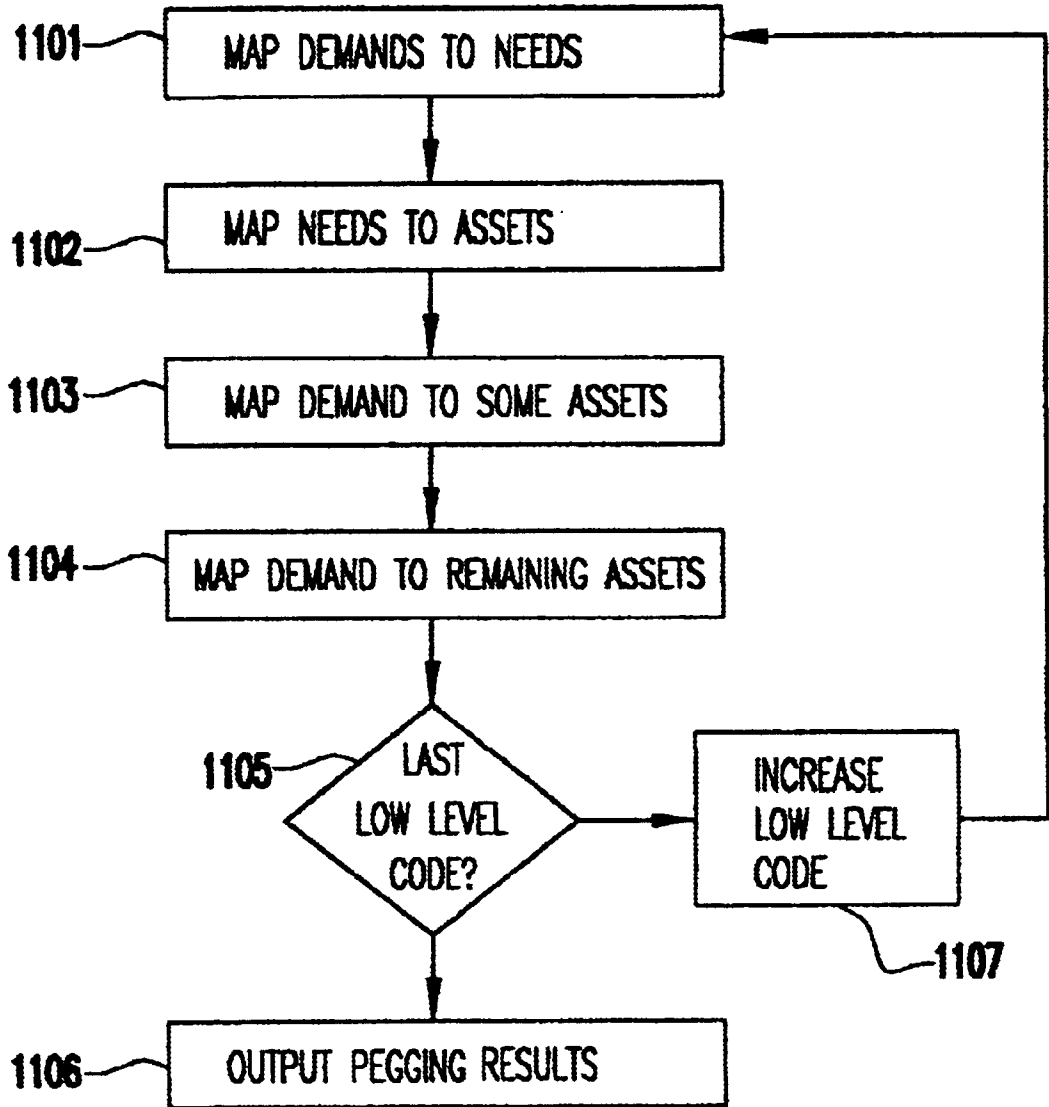 1101
MAP DEMANDS TO NEEDS
1102
MAP NEEDS TO ASSETS
1103
MAP DEMAND TO SOME ASSETS
1104
MAP DEMAND TO REMAINING ASSETS
1105
LAST
LOW LEVEL
CODE?
INCREASE
LOW LEVEL
CODE
1107
1106
OUTPUT PEGGING RESULTS